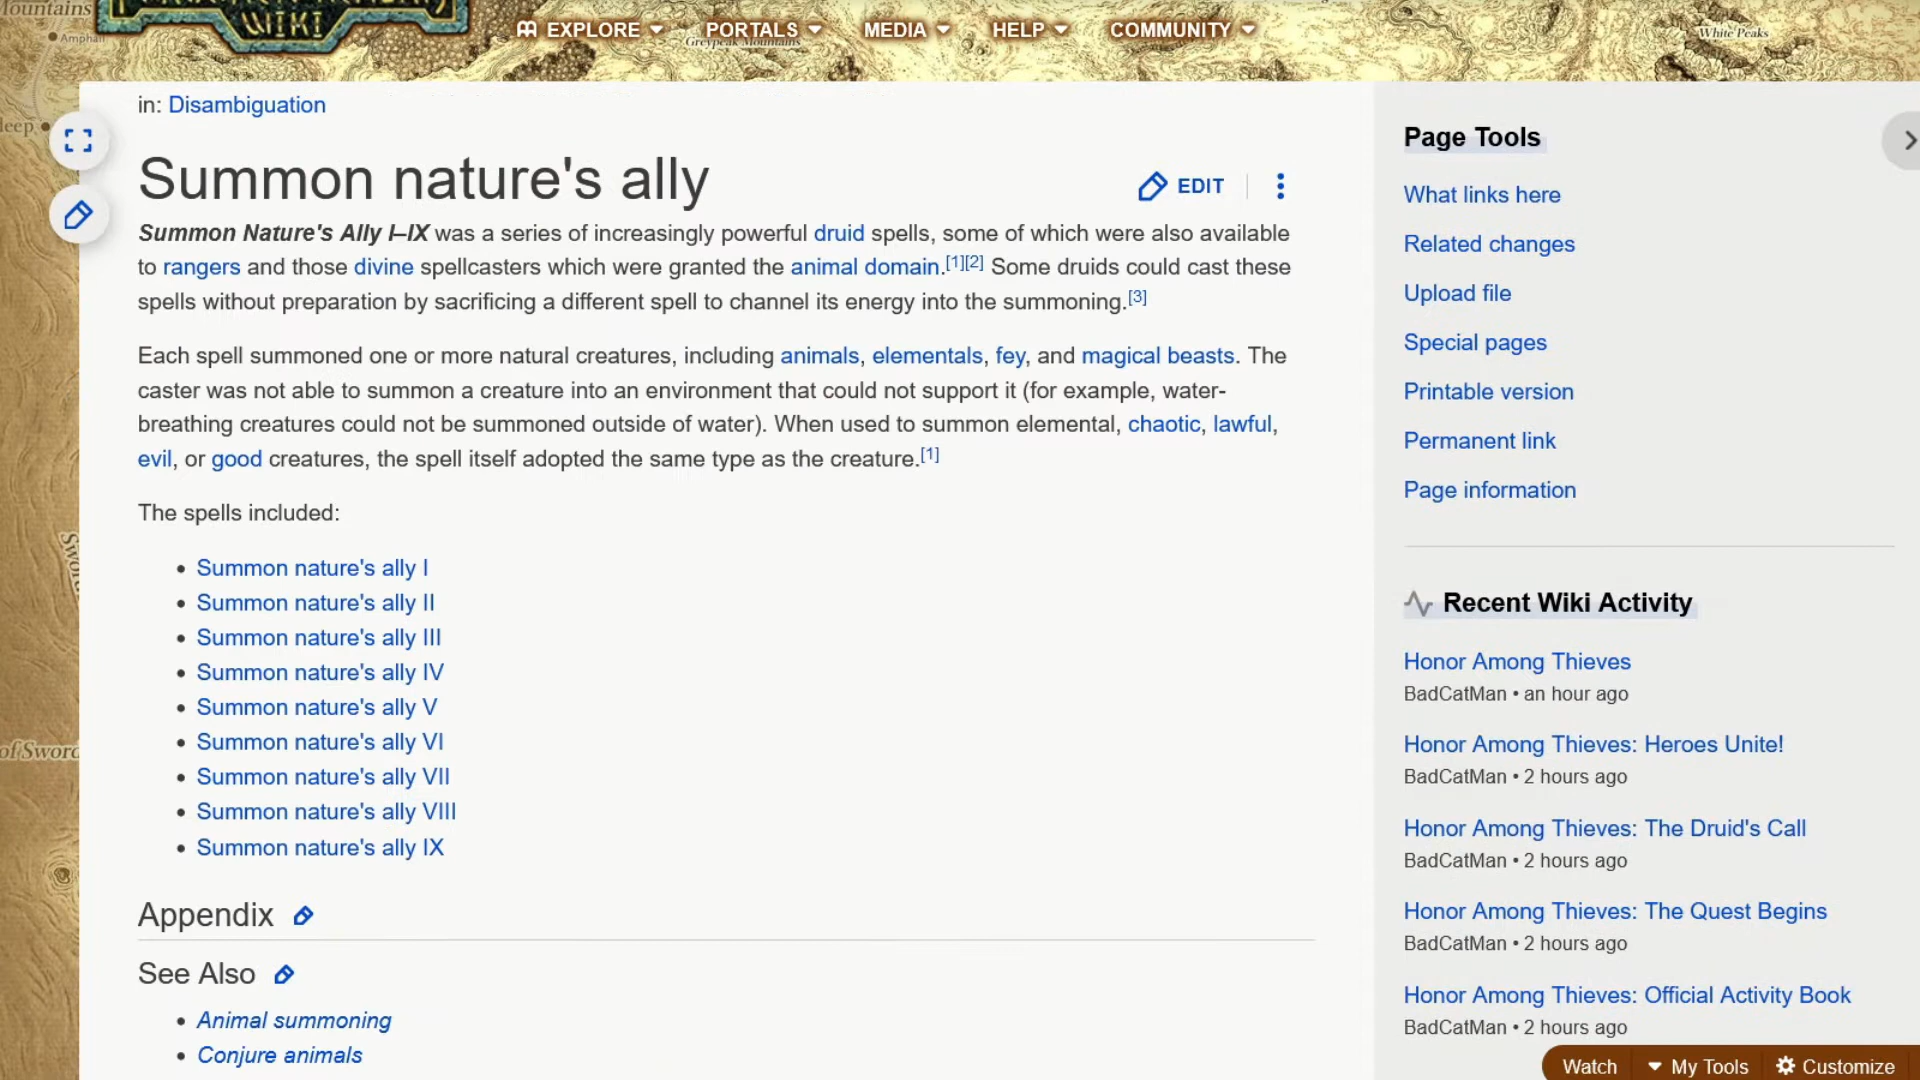 Mountains
WIKI
EXPLORE
PORTALS
MEDIA
HELP
COMMUNITY
Greypeak Mountains
White Peaks
in: Disambiguation
Summon nature's ally
EDIT
Summon Nature's Ally I–IX was a series of increasingly powerful druid spells, some of which were also available
to rangers and those divine spellcasters which were granted the animal domain.[1][2] Some druids could cast these
spells without preparation by sacrificing a different spell to channel its energy into the summoning.[3]
Each spell summoned one or more natural creatures, including animals, elementals, fey, and magical beasts. The
caster was not able to summon a creature into an environment that could not support it (for example, water-
breathing creatures could not be summoned outside of water). When used to summon elemental, chaotic, lawful,
evil, or good creatures, the spell itself adopted the same type as the creature.[1]
The spells included:
• Summon nature's ally I
• Summon nature's ally II
• Summon nature's ally III
• Summon nature's ally IV
• Summon nature's ally V
• Summon nature's ally VI
• Summon nature's ally VII
• Summon nature's ally VIII
• Summon nature's ally IX
Appendix
See Also
• Animal summoning
• Conjure animals
of Sword
Page Tools
What links here
Related changes
Upload file
Special pages
Printable version
Permanent link
Page information
Recent Wiki Activity
Honor Among Thieves
BadCatMan • an hour ago
Honor Among Thieves: Heroes Unite!
BadCatMan • 2 hours ago
Honor Among Thieves: The Druid's Call
BadCatMan • 2 hours ago
Honor Among Thieves: The Quest Begins
BadCatMan • 2 hours ago
Honor Among Thieves: Official Activity Book
BadCatMan • 2 hours ago
Watch
My Tools
Customize